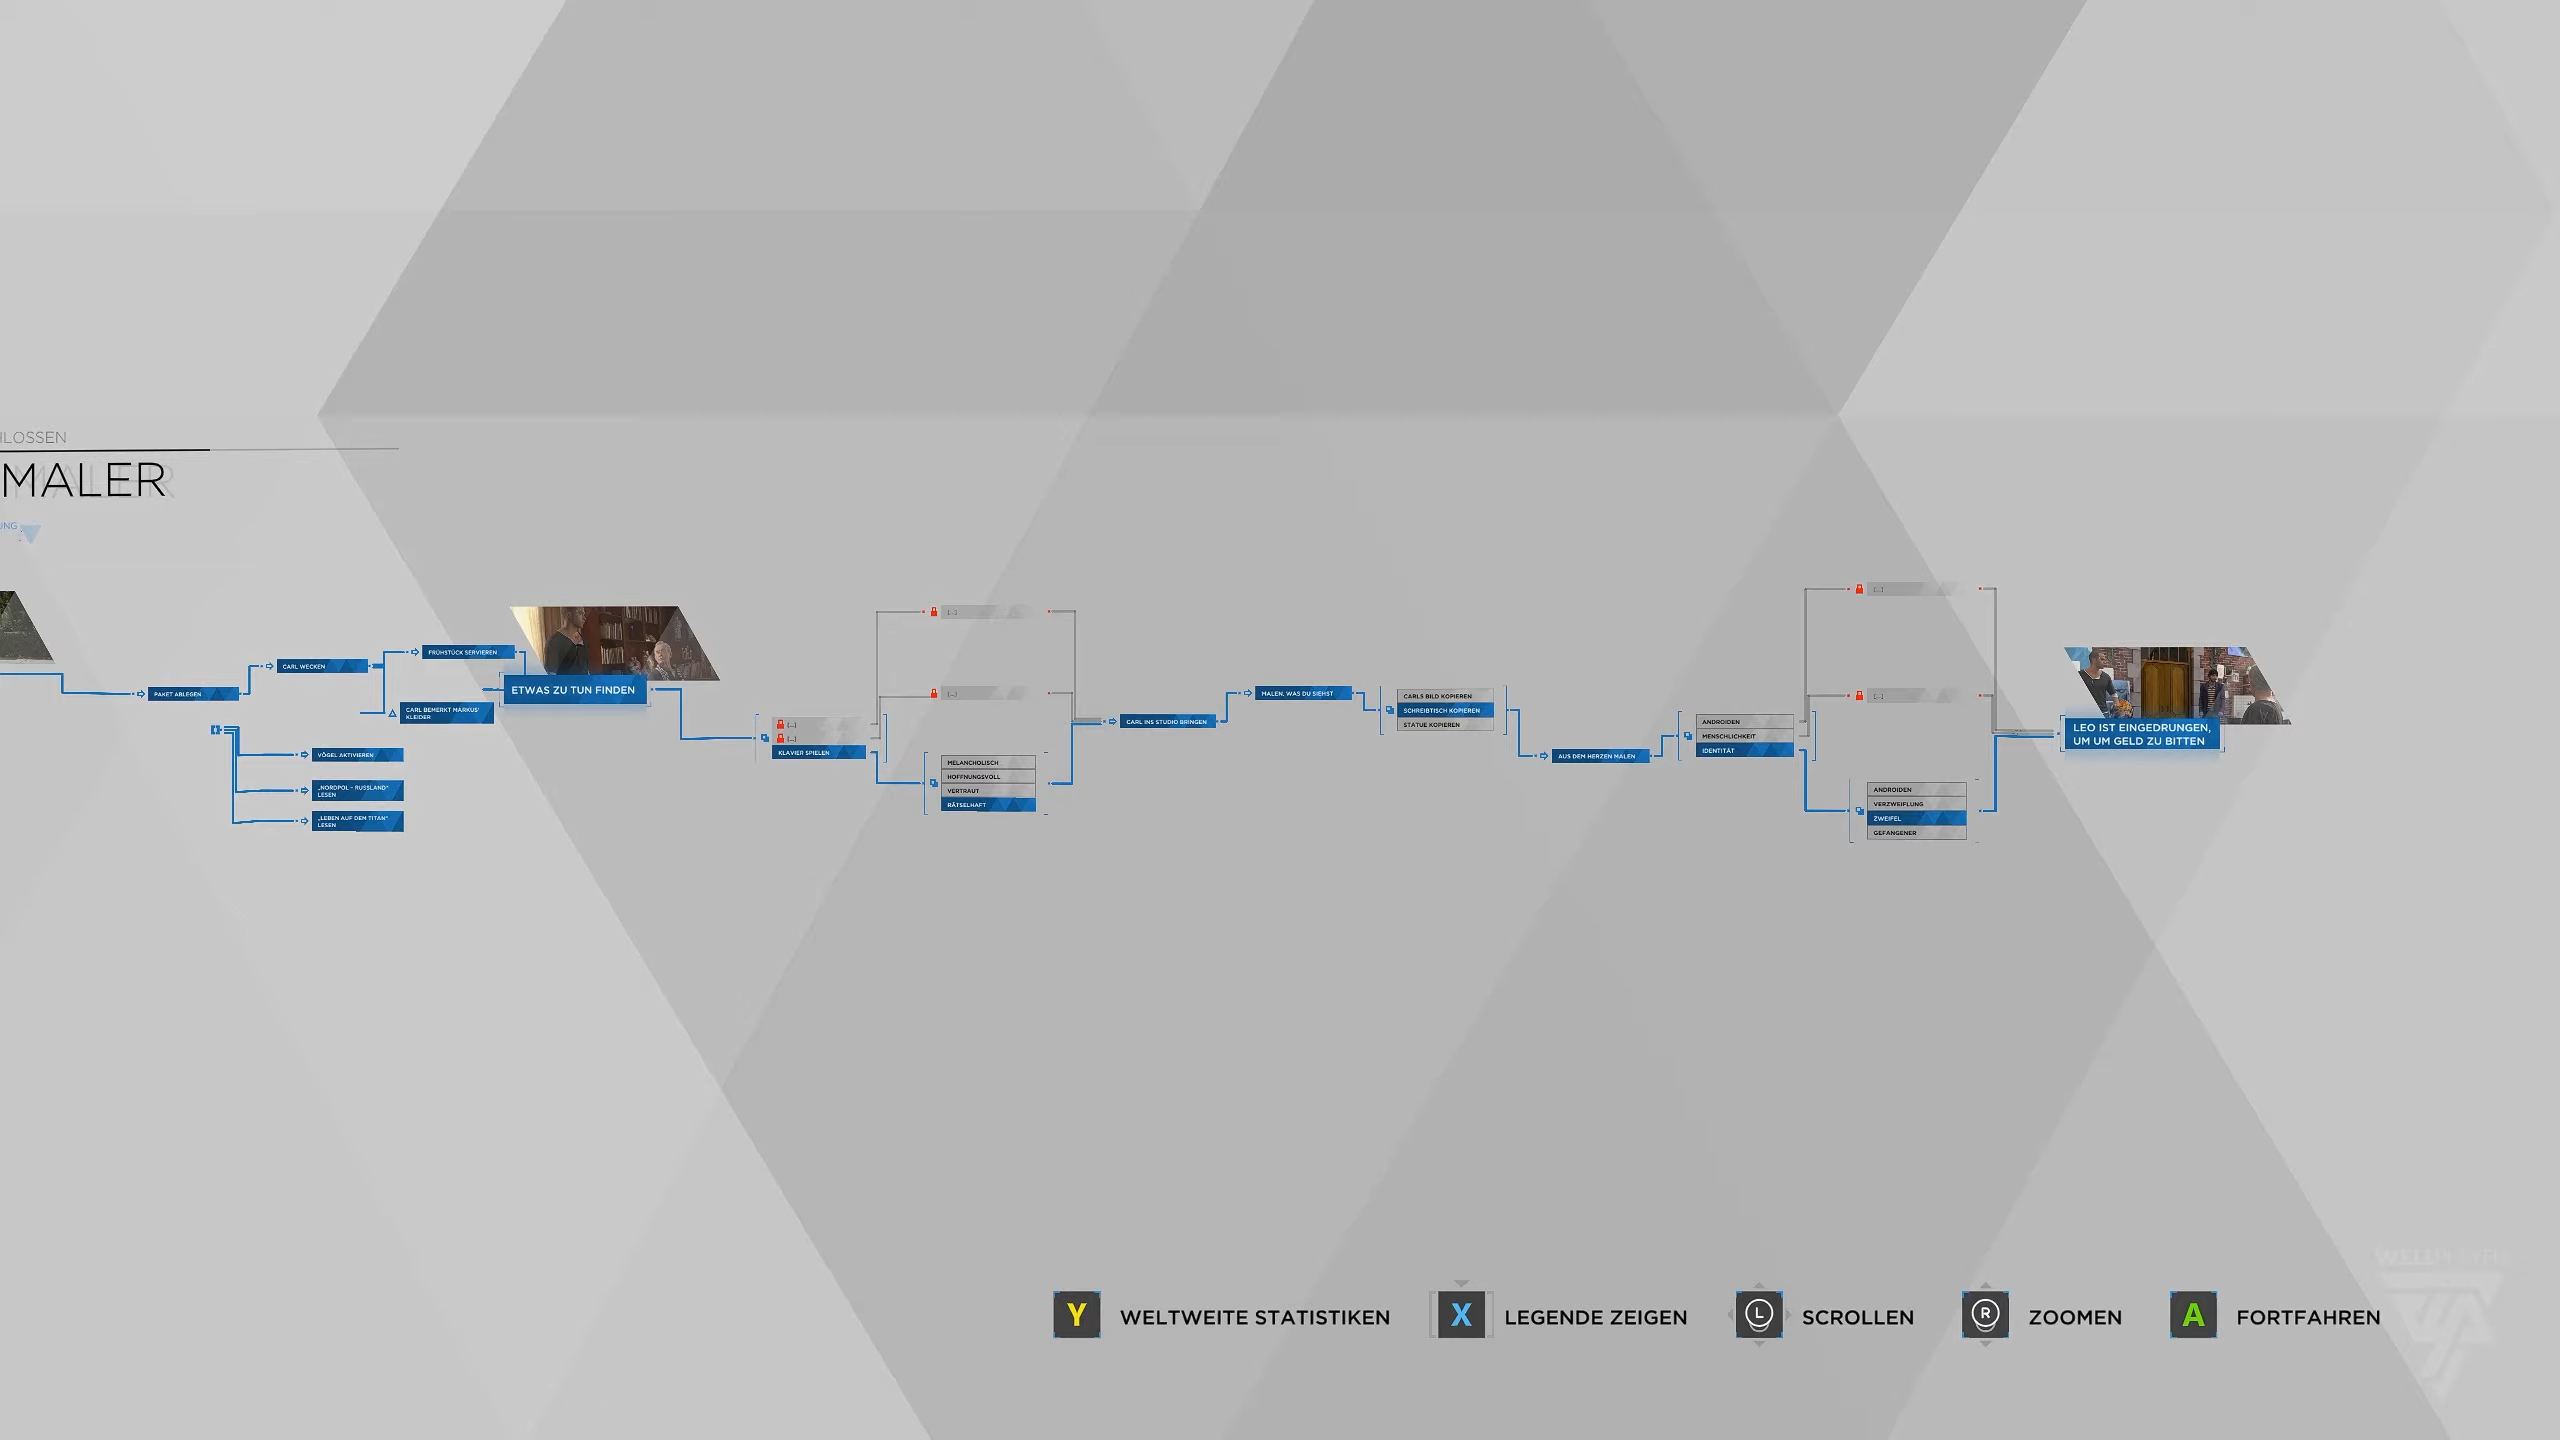 HLOSSEN
MALER
UNG
PAKET ABLEGEN
CARL WECKEN
FRÜHSTÜCK SERVIEREN
CARL BEMERKT MARKUS'
KLEIDER
VÖGEL AKTIVIEREN
„NORDPOL – RUSSLAND“
LESEN
„LEBEN AUF DEM TITAN“
LESEN
ETWAS ZU TUN FINDEN
[...]
[...]
KLAVIER SPIELEN
[...]
[...]
MELANCHOLISCH
HOFFNUNGSVOLL
VERTRAUT
RÄTSELHAFT
CARL INS STUDIO BRINGEN
MALEN, WAS DU SIEHST
CARLS BILD KOPIEREN
SCHREIBTISCH KOPIEREN
STATUE KOPIEREN
AUS DEM HERZEN MALEN
ANDROIDEN
MENSCHLICHKEIT
IDENTITÄT
[...]
[...]
ANDROIDEN
VERZWEIFLUNG
ZWEIFEL
GEFANGENER
LEO IST EINGEDRUNGEN,
UM UM GELD ZU BITTEN
Y WELTWEITE STATISTIKEN X LEGENDE ZEIGEN L SCROLLEN R ZOOMEN A FORTFAHREN